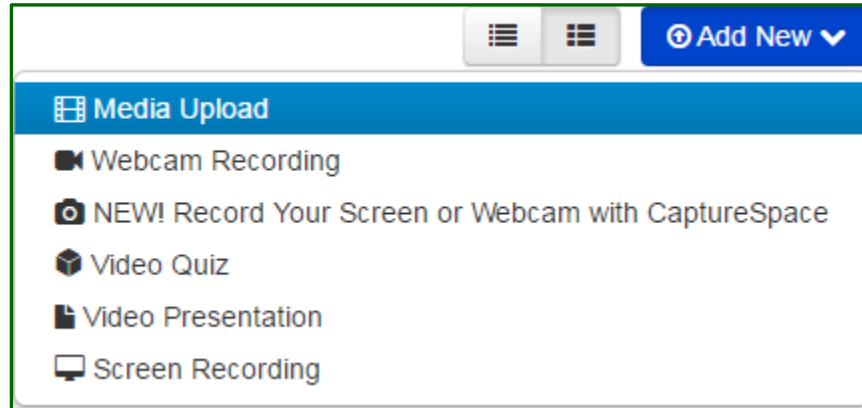 Add New
Media Upload
Webcam Recording
NEW! Record Your Screen or Webcam with CaptureSpace
Video Quiz
Video Presentation
Screen Recording